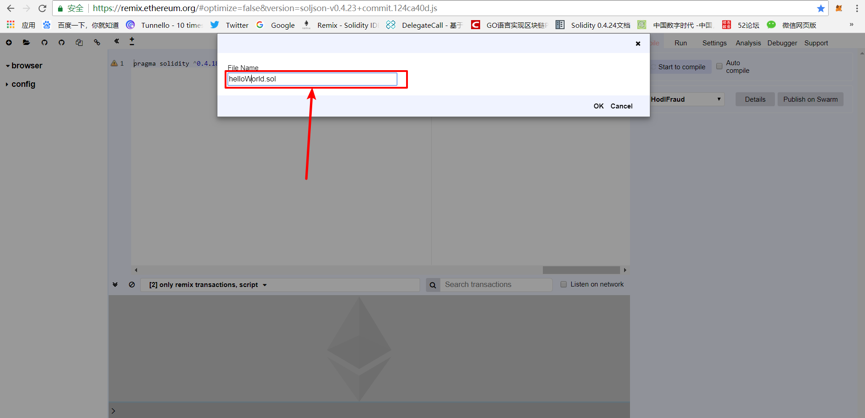 安全 https://remix.ethereum.org/#optimize=false&version=soljson-v0.4.23+commit.124ca40d.js
应用 百度一下，你就知道 Tunnello - 10 time Twitter Google Remix - Solidity ID DelegateCall - 基于 GO语言实现区块链 Solidity 0.4.24文档 中国数字时代 -中国 52论坛 微信网页版
Run Settings Analysis Debugger Support
browser
config
1 pragma solidity ^0.4.18
File Name
helloWorld.sol
OK Cancel
Start to compile Auto compile
HodlFraud Details Publish on Swarm
[2] only remix transactions, script Search transactions Listen on network